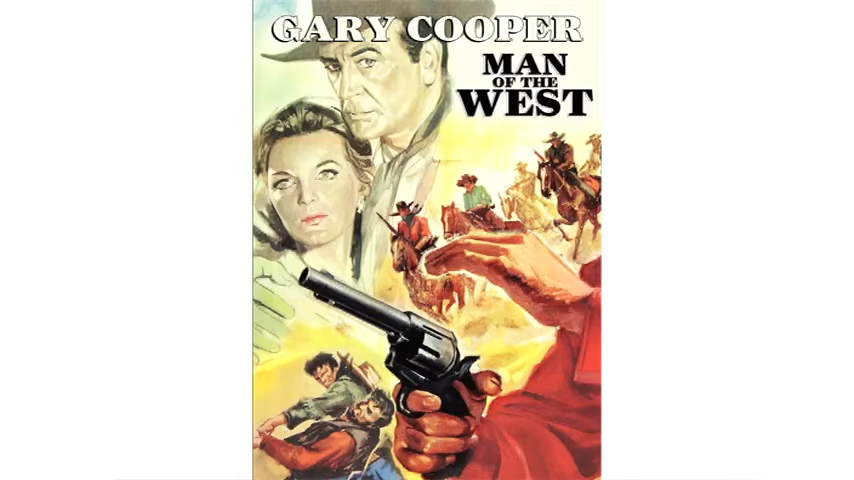 GARY COOPER
MAN
OF THE
WEST